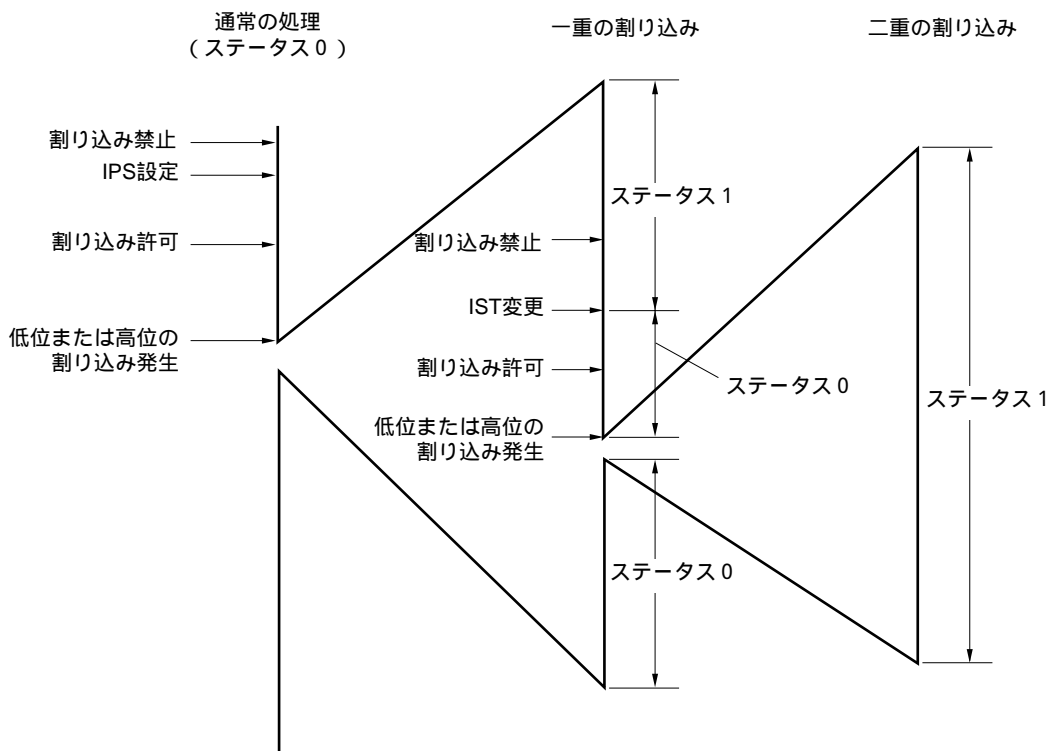 通常の処理
（ステータス０）
一重の割り込み
二重の割り込み
割り込み禁止
IPS設定
割り込み許可
低位または高位の
割り込み発生
ステータス１
割り込み禁止
IST変更
割り込み許可
ステータス０
低位または高位の
割り込み発生
ステータス１
ステータス０